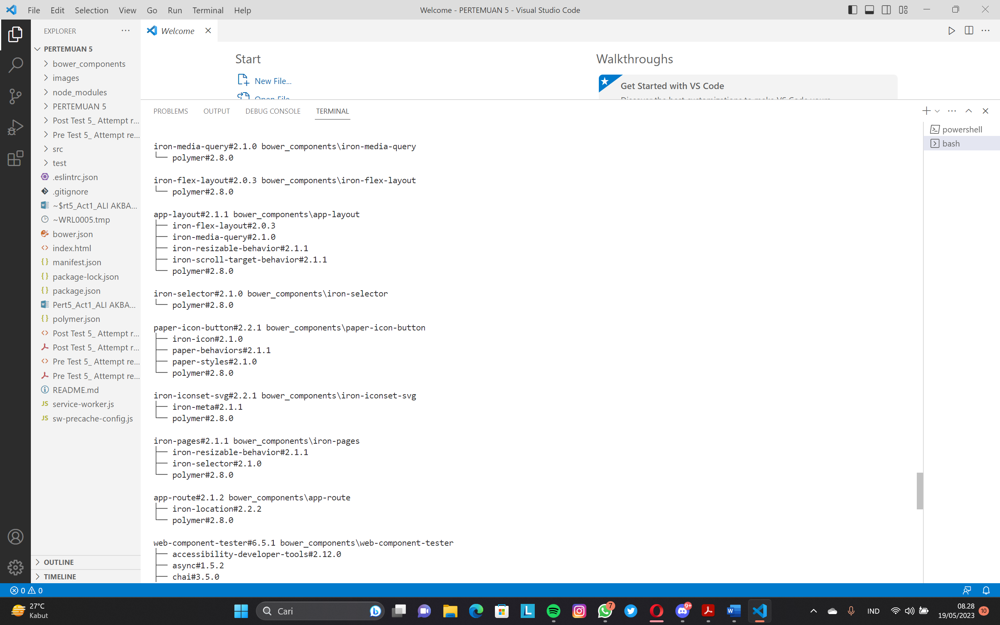 File Edit Selection View Go Run Terminal Help
Welcome - PERTEMUAN 5 - Visual Studio Code
EXPLORER
PERTEMUAN 5
bower_components
images
node_modules
PERTEMUAN 5
Post Test 5_ Attempt r...
Pre Test 5_ Attempt re...
src
test
.eslintrc.json
.gitignore
~$rt5_Act1_ALI AKBA...
~WRL0005.tmp
bower.json
index.html
manifest.json
package-lock.json
package.json
Pert5_Act1_ALI AKBA...
polymer.json
Post Test 5_ Attempt r...
Post Test 5_ Attempt r...
Pre Test 5_ Attempt re...
Pre Test 5_ Attempt re...
README.md
JS service-worker.js
JS sw-precache-config.js
OUTLINE
TIMELINE
Welcome
Start
New File...
Open File...
Walkthroughs
Get Started with VS Code
Discover the best customizations to make VS Code yours.
PROBLEMS OUTPUT DEBUG CONSOLE TERMINAL
powershell
bash
iron-media-query#2.1.0 bower_components\iron-media-query
└── polymer#2.8.0
iron-flex-layout#2.0.3 bower_components\iron-flex-layout
└── polymer#2.8.0
app-layout#2.1.1 bower_components\app-layout
├── iron-flex-layout#2.0.3
├── iron-media-query#2.1.0
├── iron-resizable-behavior#2.1.1
├── iron-scroll-target-behavior#2.1.1
└── polymer#2.8.0
iron-selector#2.1.0 bower_components\iron-selector
└── polymer#2.8.0
paper-icon-button#2.2.1 bower_components\paper-icon-button
├── iron-icon#2.1.0
├── paper-behaviors#2.1.1
├── paper-styles#2.1.0
└── polymer#2.8.0
iron-iconset-svg#2.2.1 bower_components\iron-iconset-svg
├── iron-meta#2.1.1
└── polymer#2.8.0
iron-pages#2.1.1 bower_components\iron-pages
├── iron-resizable-behavior#2.1.1
├── iron-selector#2.1.0
└── polymer#2.8.0
app-route#2.1.2 bower_components\app-route
├── iron-location#2.2.2
└── polymer#2.8.0
web-component-tester#6.5.1 bower_components\web-component-tester
├── accessibility-developer-tools#2.12.0
├── async#1.5.2
├── chai#3.5.0
0 0
27°C
Kabut
Cari
7
9+
IND
08.28
19/05/2023
10